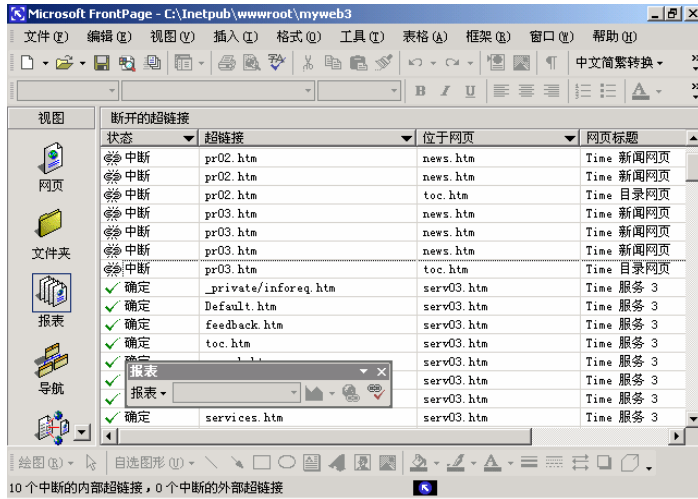 Microsoft FrontPage - C:\Inetpub\wwwroot\myweb3
文件(F) 编辑(E) 视图(V) 插入(I) 格式(O) 工具(T) 表格(A) 框架(R) 窗口(W) 帮助(H)
中文简繁转换
B I U A
视图 断开的超链接
状态 超链接 位于网页 网页标题
中断 pr02.htm news.htm Time 新闻网页
中断 pr02.htm news.htm Time 新闻网页
中断 pr02.htm toc.htm Time 目录网页
网页
中断 pr03.htm news.htm Time 新闻网页
中断 pr03.htm news.htm Time 新闻网页
中断 pr03.htm news.htm Time 新闻网页
文件夹
中断 pr03.htm toc.htm Time 目录网页
确定 _private/inforeq.htm serv03.htm Time 服务 3
确定 Default.htm serv03.htm Time 服务 3
确定 feedback.htm serv03.htm Time 服务 3
报表
确定 toc.htm serv03.htm Time 服务 3
serv03.htm Time 服务 3
报表
serv03.htm Time 服务 3
导航
报表 serv03.htm Time 服务 3
确定 services.htm serv03.htm Time 服务 3
绘图(R) 自选图形(U) A
10 个中断的内部超链接，0 个中断的外部超链接